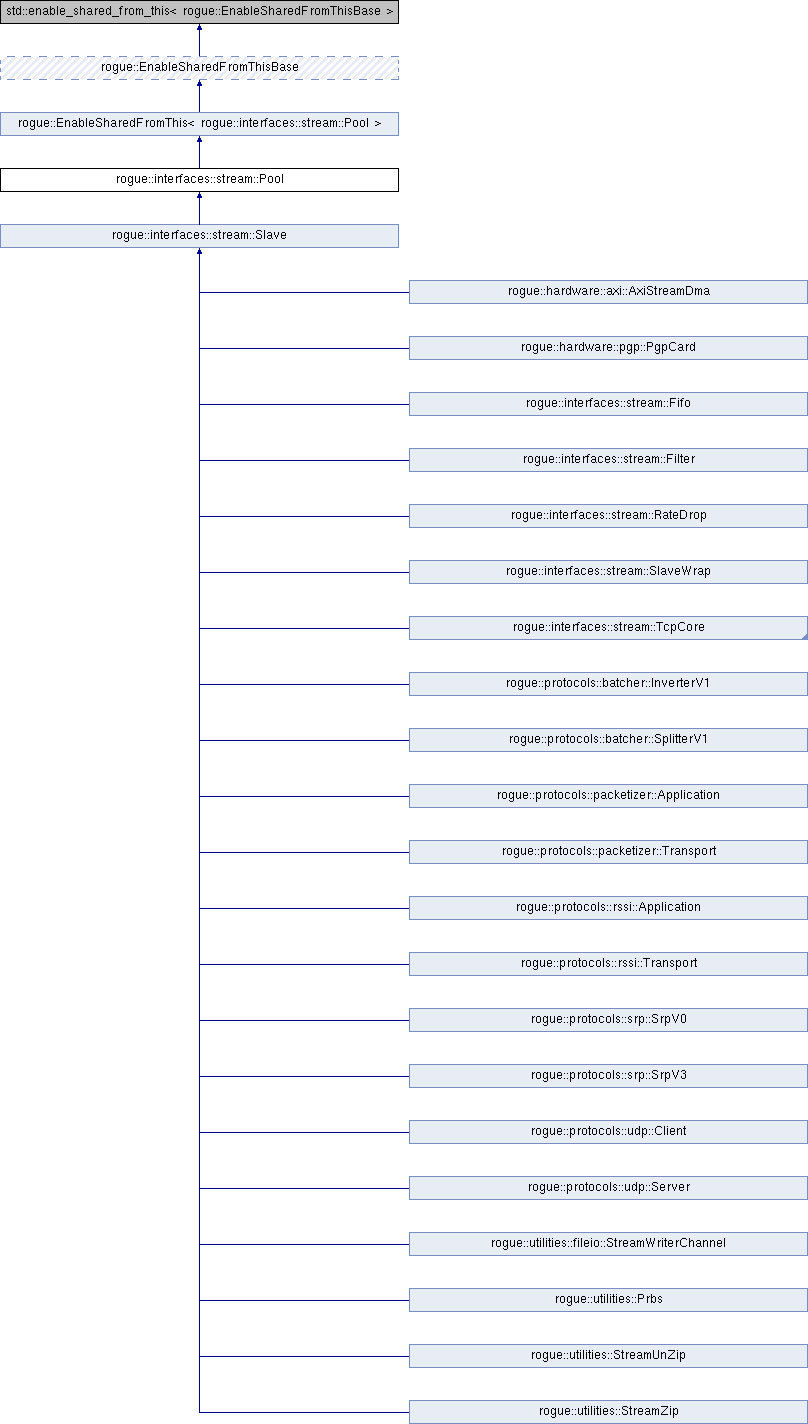 std::enable_shared_from_this< rogue::EnableSharedFromThisBase >
rogue::EnableSharedFromThisBase
rogue::EnableSharedFromThis< rogue::interfaces::stream::Pool >
rogue::interfaces::stream::Pool
rogue::interfaces::stream::Slave
rogue::hardware::axi::AxiStreamDma
rogue::hardware::pgp::PgpCard
rogue::interfaces::stream::Fifo
rogue::interfaces::stream::Filter
rogue::interfaces::stream::RateDrop
rogue::interfaces::stream::SlaveWrap
rogue::interfaces::stream::TcpCore
rogue::protocols::batcher::InverterV1
rogue::protocols::batcher::SplitterV1
rogue::protocols::packetizer::Application
rogue::protocols::packetizer::Transport
rogue::protocols::rssi::Application
rogue::protocols::rssi::Transport
rogue::protocols::srp::SrpV0
rogue::protocols::srp::SrpV3
rogue::protocols::udp::Client
rogue::protocols::udp::Server
rogue::utilities::fileio::StreamWriterChannel
rogue::utilities::Prbs
rogue::utilities::StreamUnZip
rogue::utilities::StreamZip